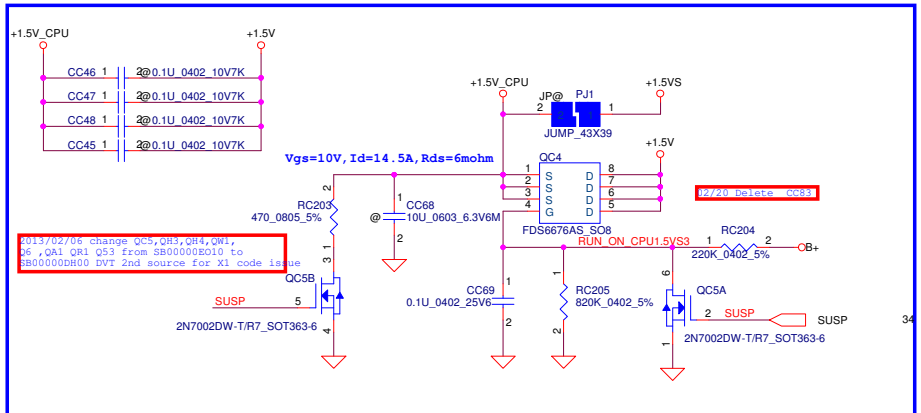 +1.5V_CPU
+1.5V
CC46 1 2@0.1U_0402_10V7K
CC47 1 2@0.1U_0402_10V7K
CC48 1 2@0.1U_0402_10V7K
CC45 1 2@0.1U_0402_10V7K
+1.5V_CPU
+1.5VS
JP@ PJ1
2 2 1 1
JUMP_43X39
+1.5V
Vgs=10V,Id=14.5A,Rds=6mohm
QC4
1 S D 8
2 S D 7
3 S D 6
4 G D 5
FDS6676AS_SO8
02/20 Delete CC83
2
RC203
470_0805_5%
1
1
CC68
@ 10U_0603_6.3V6M
2
RUN_ON_CPU1.5VS3
1 RC204 2
220K_0402_5%
B+
2013/02/06 change QC5,QH3,QH4,QW1,
Q6 ,QA1 QR1 Q53 from SB00000EO10 to
SB00000DH00 DVT 2nd source for X1 code issue
3
QC5B
SUSP 5
4
2N7002DW-T/R7_SOT363-6
1
CC69
0.1U_0402_25V6
2
1
RC205
820K_0402_5%
2
6
QC5A
2 SUSP
SUSP
34
1
2N7002DW-T/R7_SOT363-6